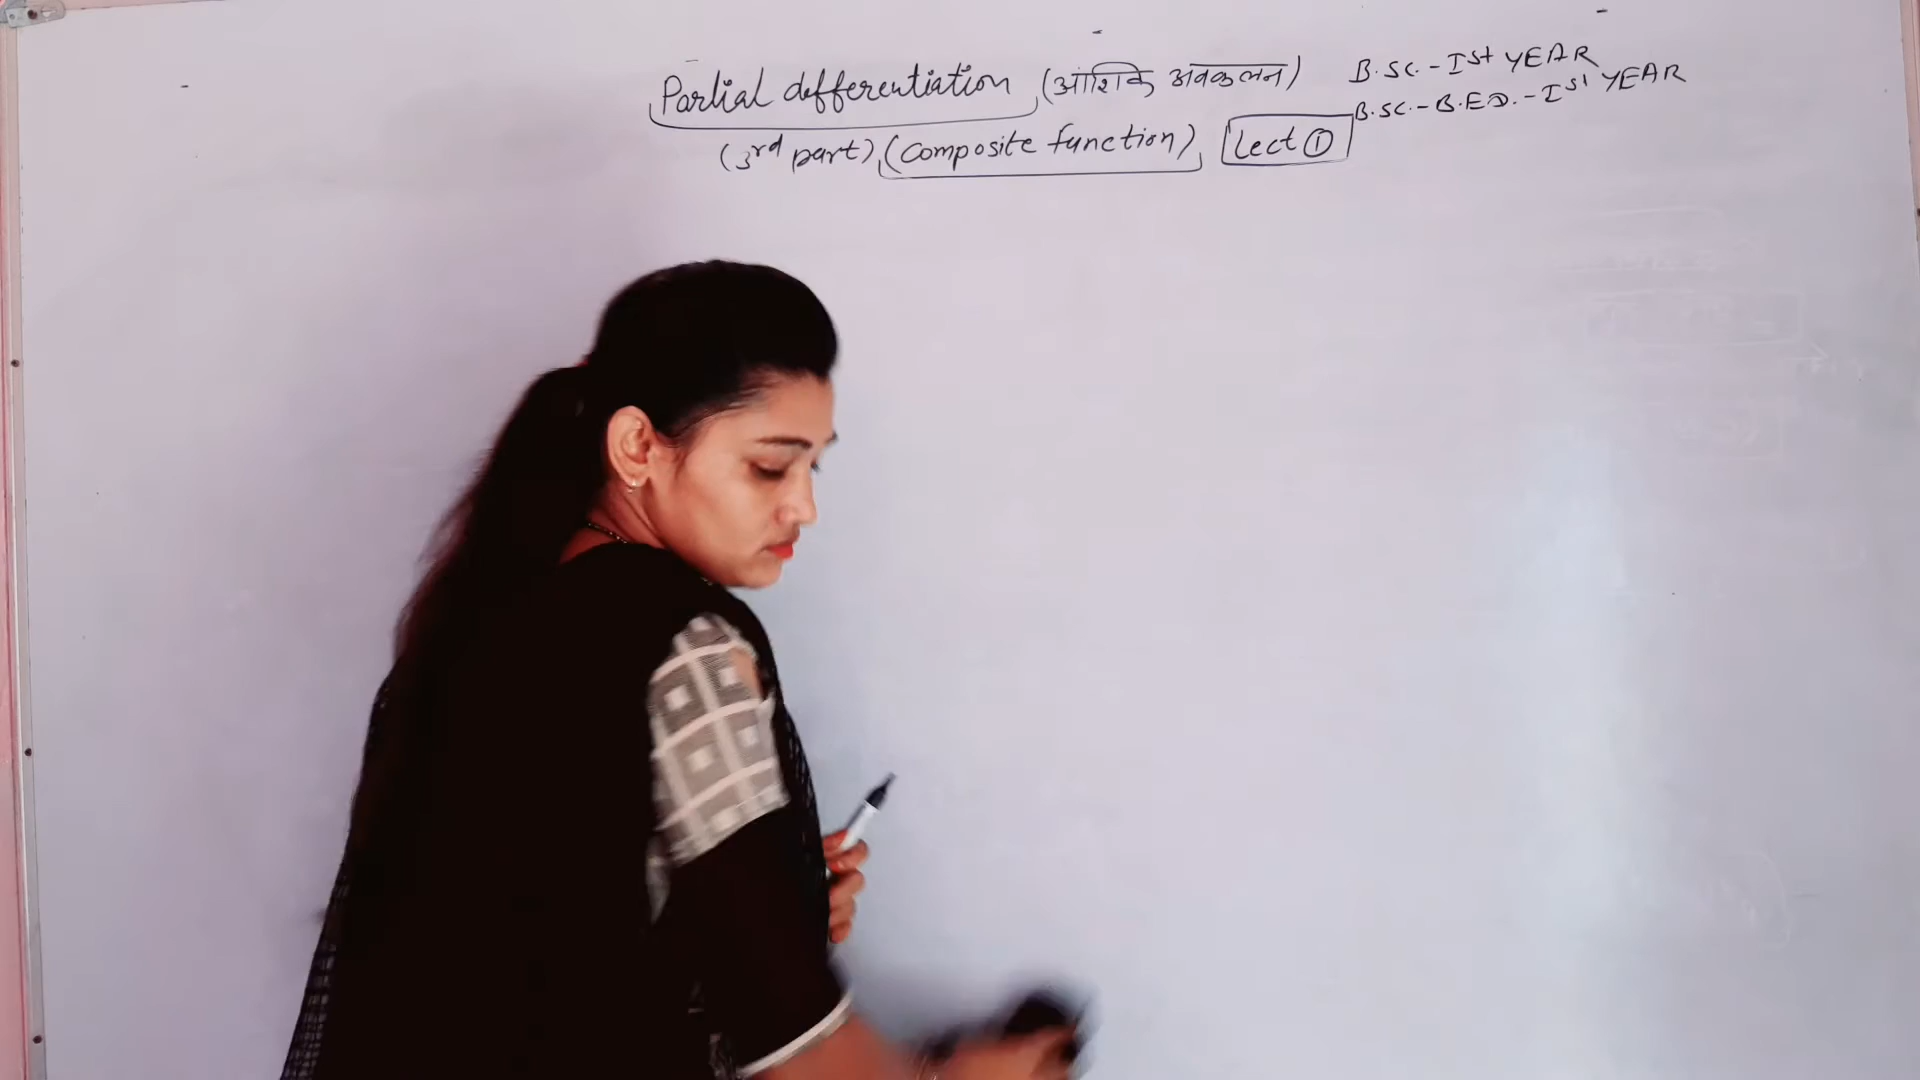 Partial defferentiation (आंशिक अवकलन) B.SC.-Ist YEAR
B.SC.-B.ED.-Ist YEAR
(3rd part) (Composite function) Lect ①